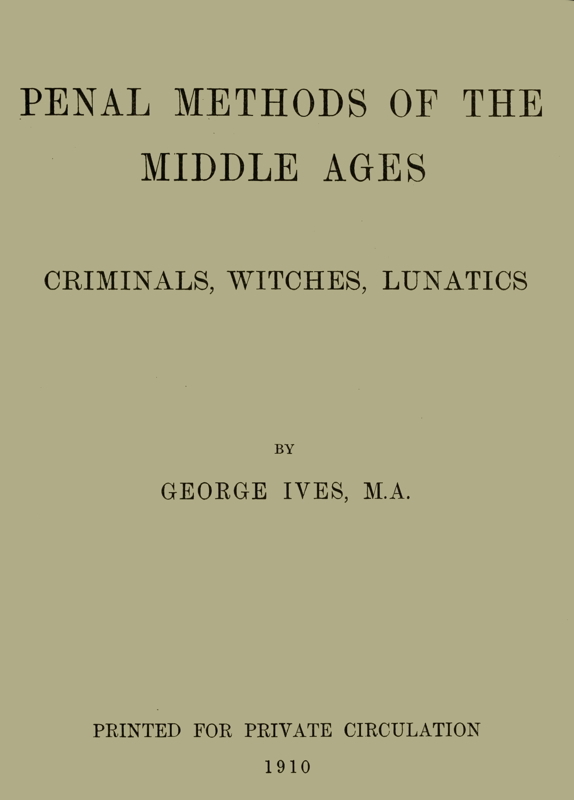 PENAL METHODS OF THE
MIDDLE AGES
CRIMINALS, WITCHES, LUNATICS
BY
GEORGE IVES, M.A.
PRINTED FOR PRIVATE CIRCULATION
1910